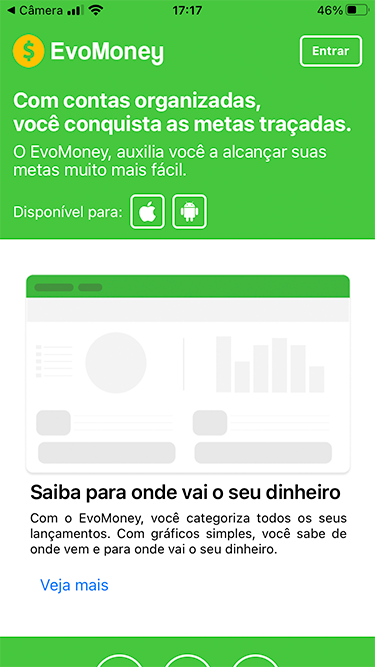 Câmera 17:17 46%
EvoMoney Entrar
Com contas organizadas,
você conquista as metas traçadas.
O EvoMoney, auxilia você a alcançar suas
metas muito mais fácil.
Disponível para:
Saiba para onde vai o seu dinheiro
Com o EvoMoney, você categoriza todos os seus
lançamentos. Com gráficos simples, você sabe de
onde vem e para onde vai o seu dinheiro.
Veja mais